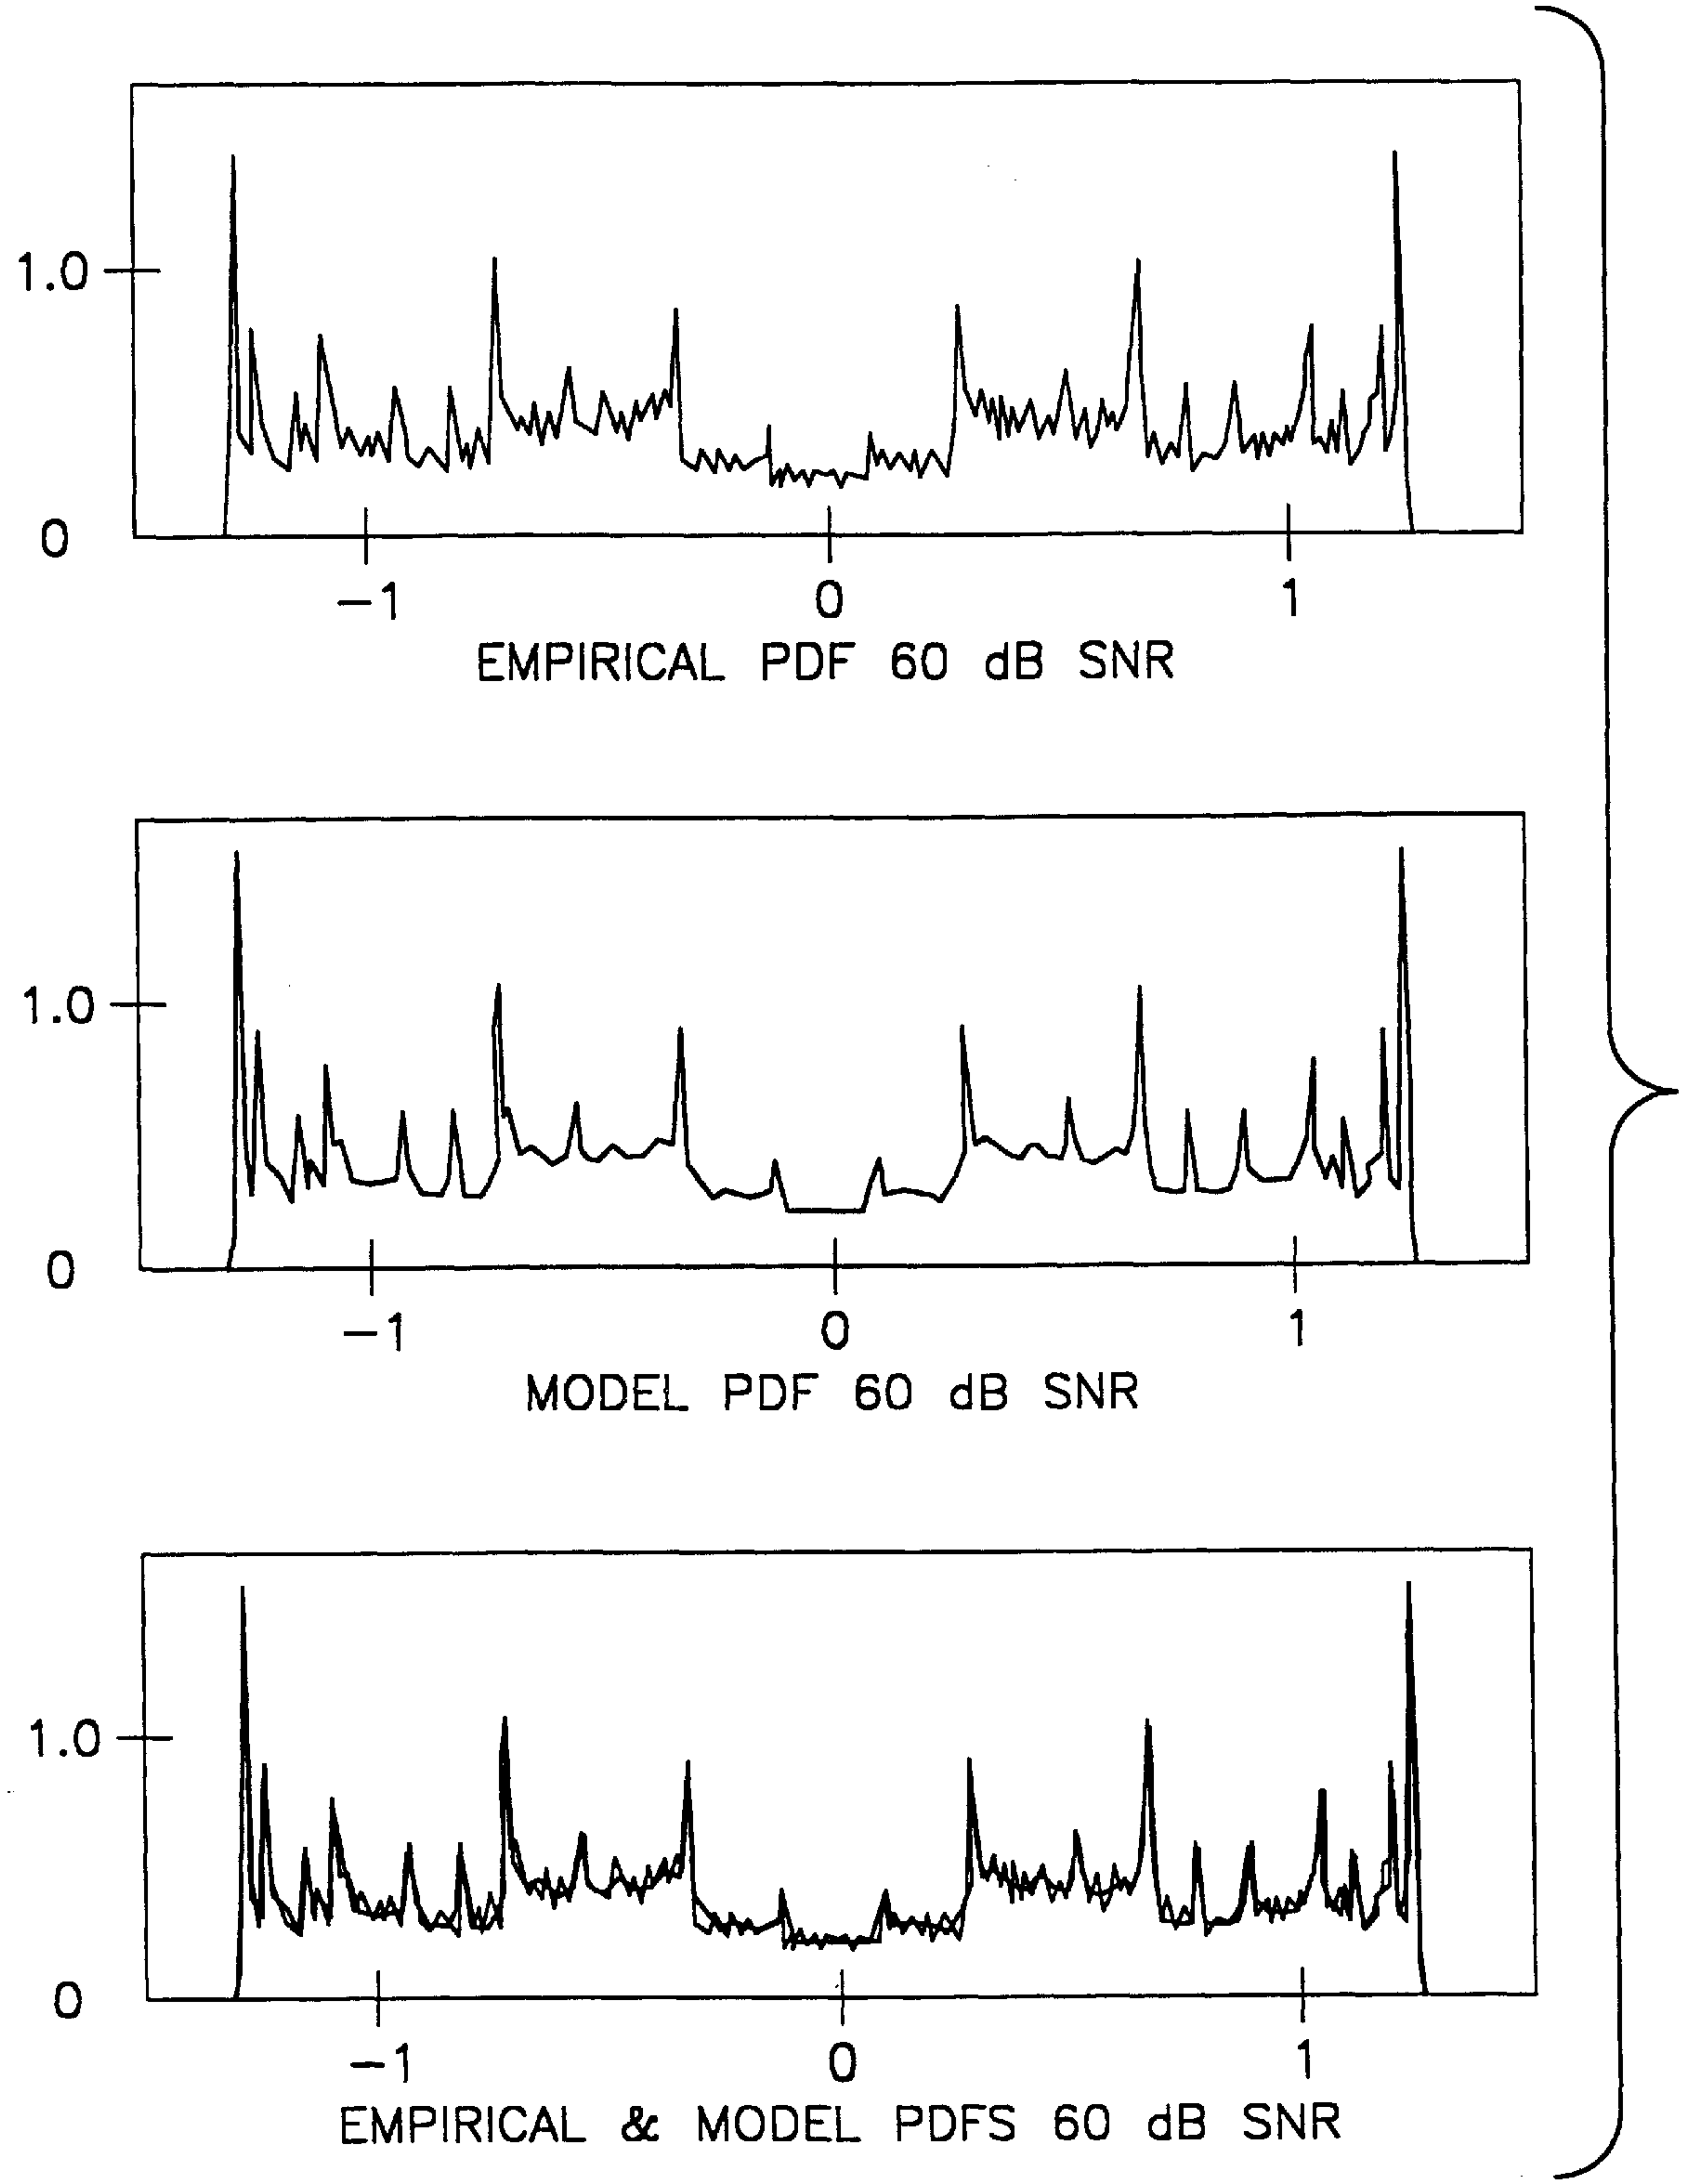 1.0
0
−1 0 1
EMPIRICAL PDF 60 dB SNR
1.0
0
−1 0 1
MODEL PDF 60 dB SNR
1.0
0
−1 0 1
EMPIRICAL & MODEL PDFS 60 dB SNR